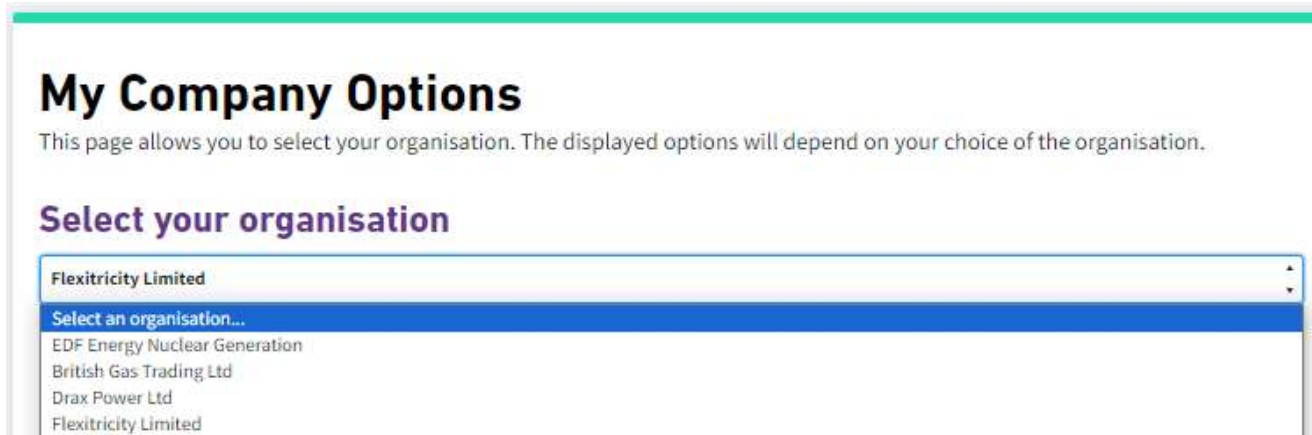 My Company Options
This page allows you to select your organisation. The displayed options will depend on your choice of the organisation.
Select your organisation
Flexitricity Limited
Select an organisation...
EDF Energy Nuclear Generation
British Gas Trading Ltd
Drax Power Ltd
Flexitricity Limited